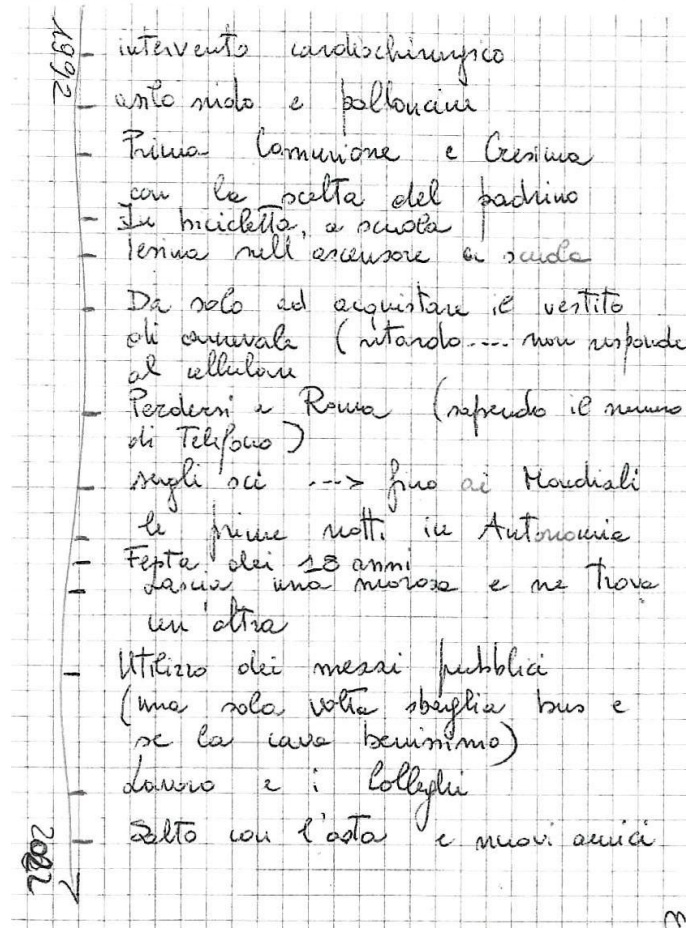 1992
intervento cardiochirurgico
asilo nido e palloncini
Prima Comunione e Cresima
con la scelta del padrino
In bicicletta, a scuola
lesina nell'ascensore a scuola
Da solo ad acquistare il vestito
di carnevale (ritardo.... non risponde
al cellulare
Perdersi a Roma (sapendo il numero
di Telefono)
sugli sci ---> fino ai Mondiali
le prime notti in Autonomia
Festa dei 18 anni
Lascia una morosa e ne trova
un'altra
Utilizzo dei mezzi pubblici
(una sola volta sbaglia bus e
se la cava benissimo)
Lavoro e i Colleghi
Salto con l'asta e nuovi amici
2022